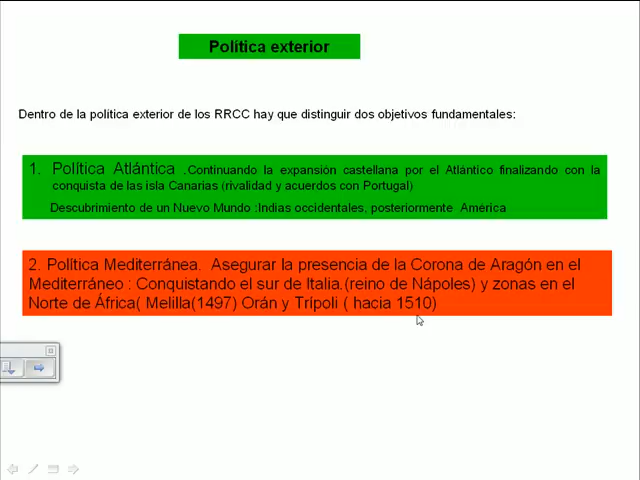 Política exterior
Dentro de la política exterior de los RRCC hay que distinguir dos objetivos fundamentales:
1. Política Atlántica .Continuando la expansión castellana por el Atlántico finalizando con la
conquista de las isla Canarias (rivalidad y acuerdos con Portugal)
Descubrimiento de un Nuevo Mundo :Indias occidentales, posteriormente América
2. Política Mediterránea. Asegurar la presencia de la Corona de Aragón en el
Mediterráneo : Conquistando el sur de Italia.(reino de Nápoles) y zonas en el
Norte de África( Melilla(1497) Orán y Trípoli ( hacia 1510)